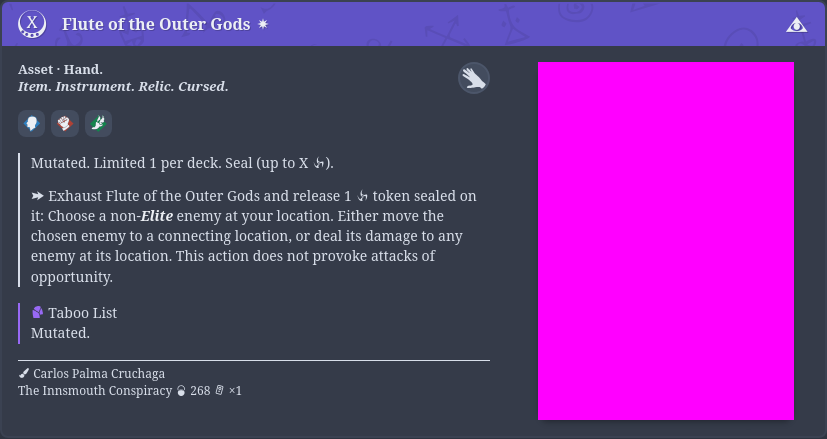 X Flute of the Outer Gods
Asset · Hand.
Item. Instrument. Relic. Cursed.
Mutated. Limited 1 per deck. Seal (up to X ).
Exhaust Flute of the Outer Gods and release 1 token sealed on
it: Choose a non-Elite enemy at your location. Either move the
chosen enemy to a connecting location, or deal its damage to any
enemy at its location. This action does not provoke attacks of
opportunity.
Taboo List
Mutated.
Carlos Palma Cruchaga
The Innsmouth Conspiracy 268 ×1